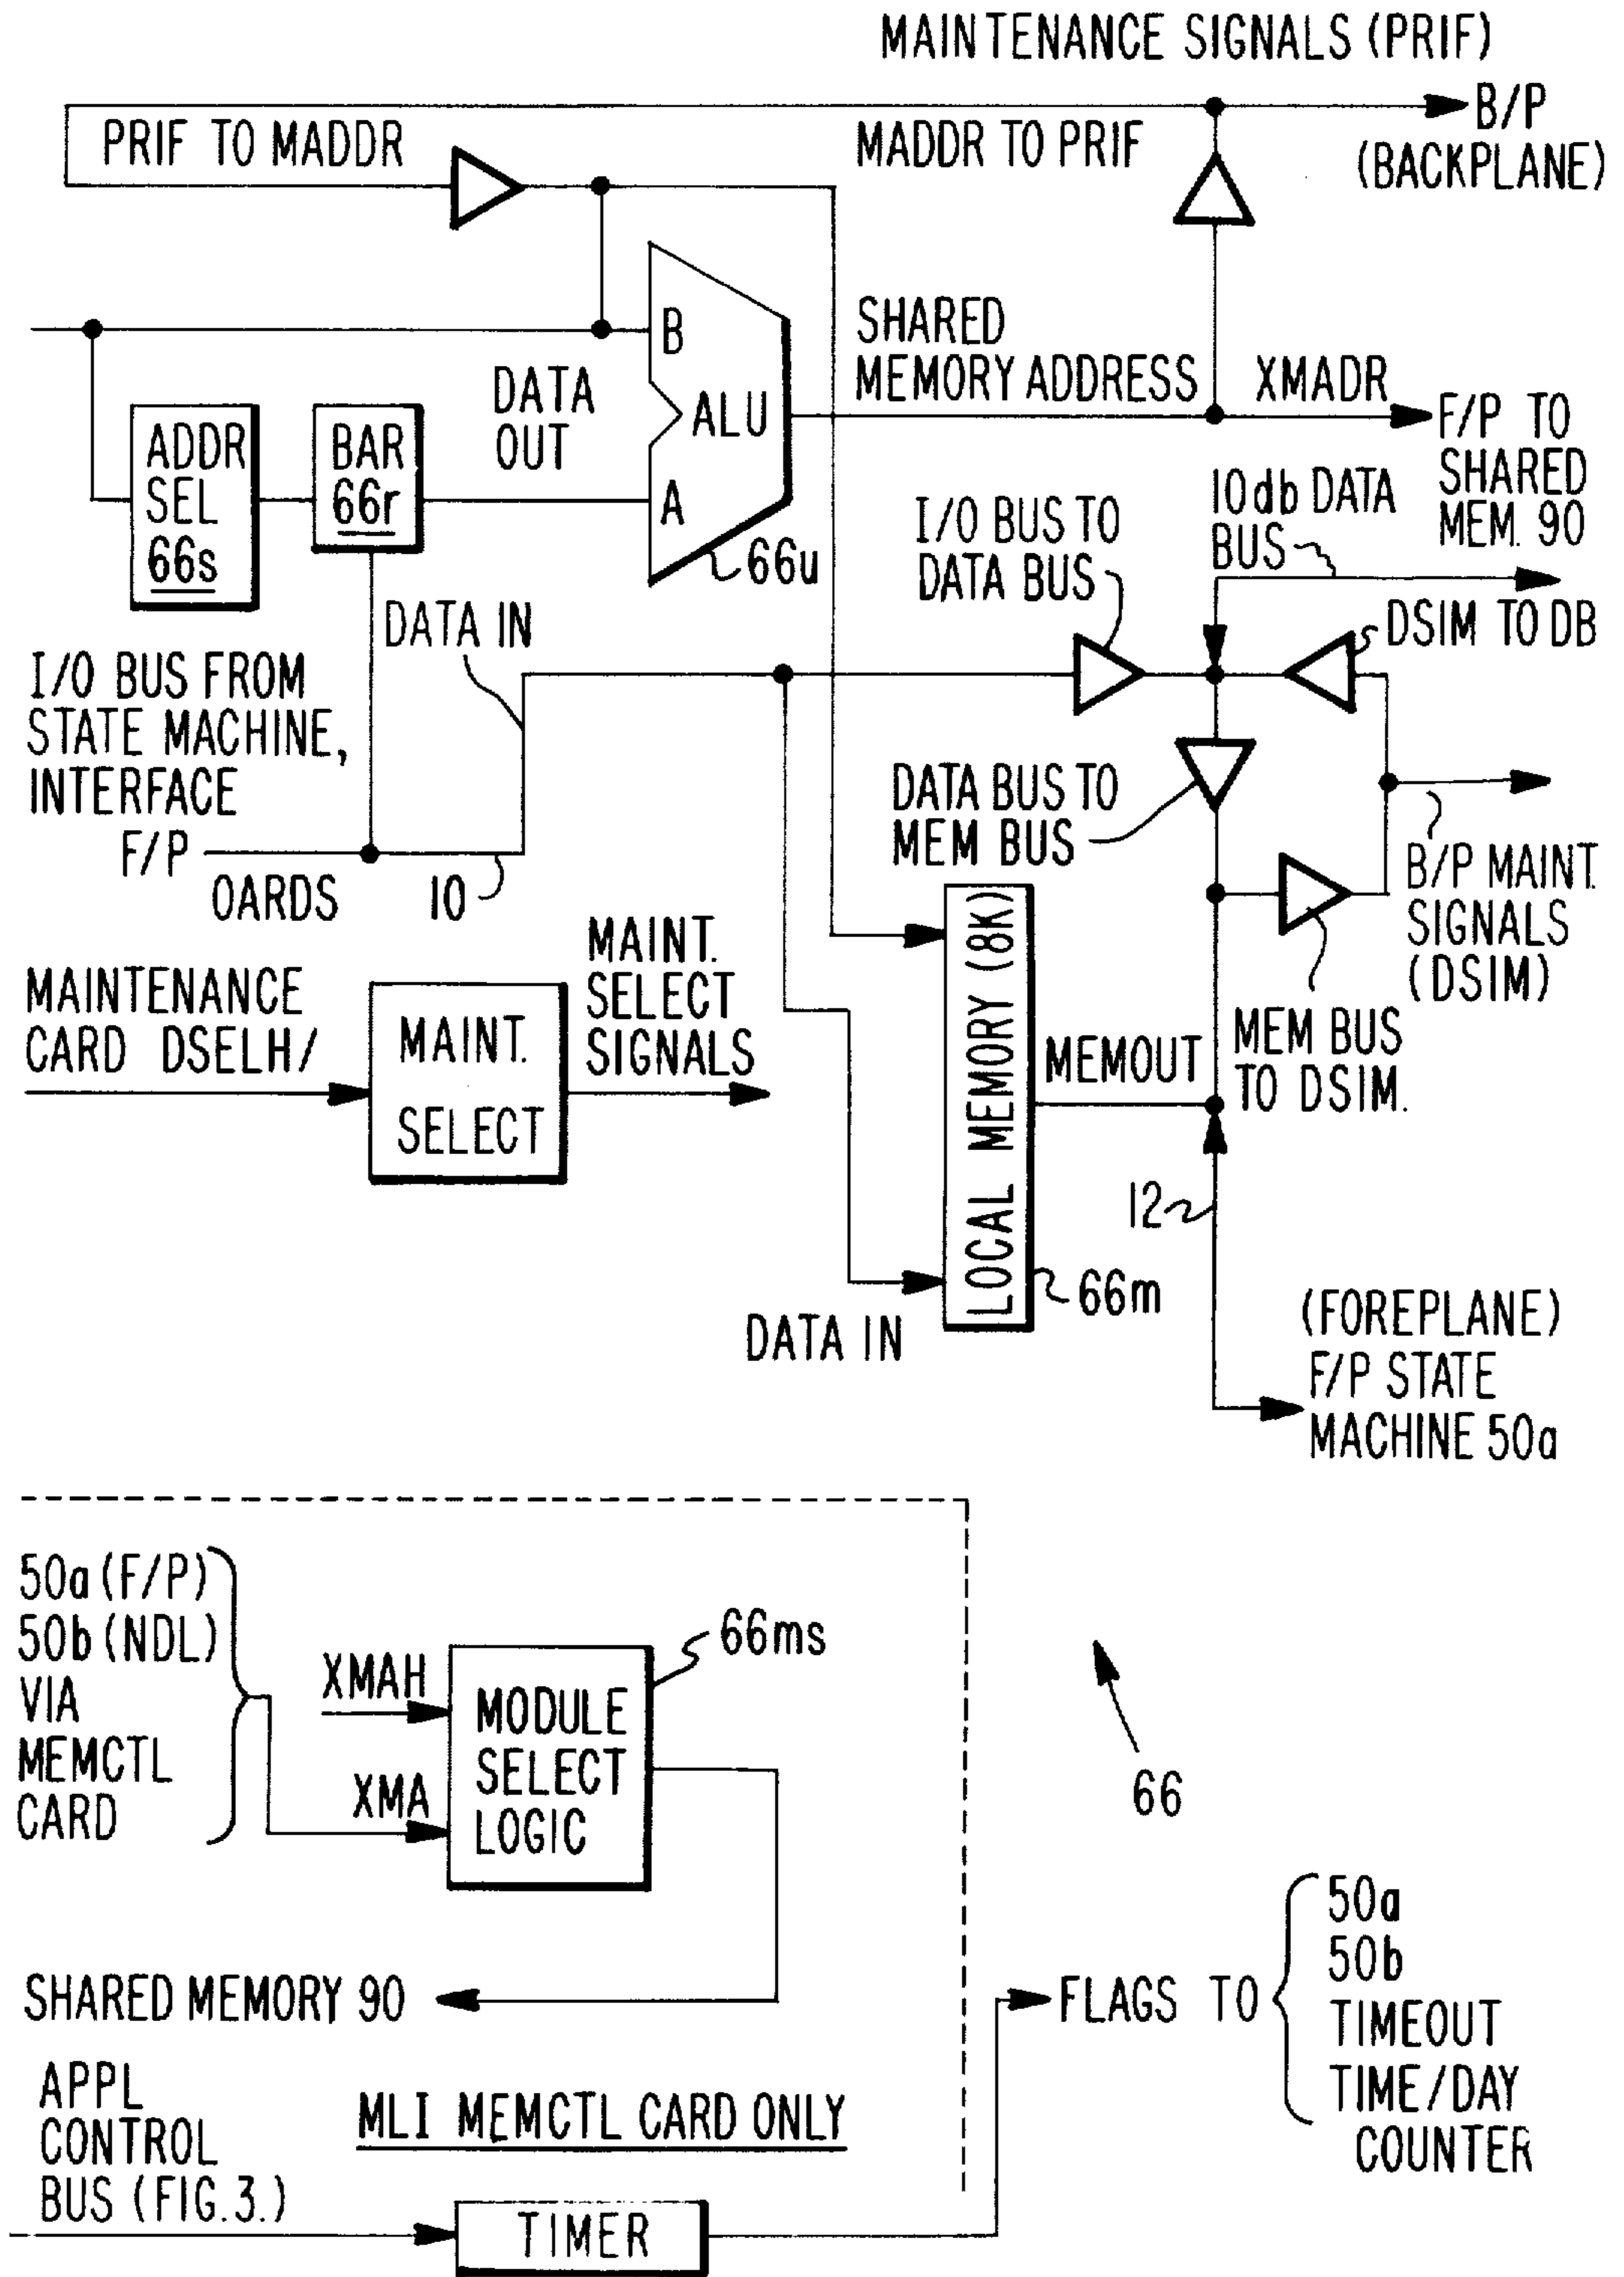 MAINTENANCE SIGNALS (PRIF)
PRIF TO MADDR
MADDR TO PRIF
B/P
(BACKPLANE)
B
ALU
A
66u
DATA
OUT
SHARED
MEMORY ADDRESS
XMADR
F/P TO
SHARED
MEM. 90
ADDR
SEL
66s
BAR
66r
DATA IN
I/O BUS TO
DATA BUS
10db DATA
BUS
DSIM TO DB
I/O BUS FROM
STATE MACHINE,
INTERFACE
F/P
OARDS
10
DATA BUS TO
MEM BUS
B/P MAINT.
SIGNALS
(DSIM)
MAINTENANCE
CARD DSELH/
MAINT.
SELECT
MAINT.
SELECT
SIGNALS
LOCAL MEMORY (8K)
MEMOUT
MEM BUS
TO DSIM.
12
66m
DATA IN
(FOREPLANE)
F/P STATE
MACHINE 50a
50a (F/P)
50b (NDL)
VIA
MEMCTL
CARD
XMAH
XMA
MODULE
SELECT
LOGIC
66ms
66
SHARED MEMORY 90
FLAGS TO
50a
50b
TIMEOUT
TIME/DAY
COUNTER
APPL
CONTROL
BUS (FIG.3.)
MLI MEMCTL CARD ONLY
TIMER